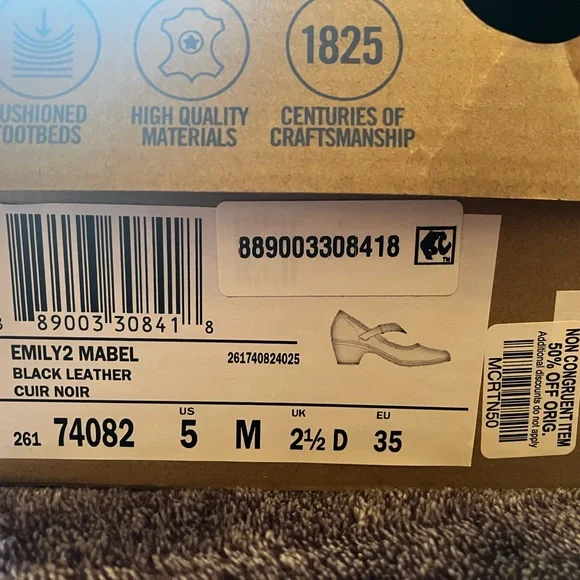 1825
USHIONED
OOTBEDS
HIGH QUALITY
MATERIALS
CENTURIES OF
CRAFTSMANSHIP
889003308418
TM
89003 30841 8
EMILY2 MABEL
BLACK LEATHER
CUIR NOIR
261740824025
US
UK
EU
261 74082 5 M 2½ D 35
NON CONGRUENT ITEM
50% OFF ORIG.
Additional discounts do not apply
MCRTN50